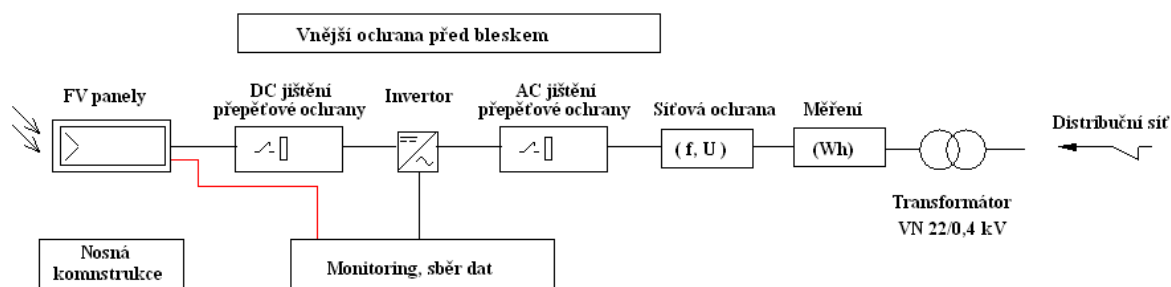 Vnější ochrana před bleskem
FV panely
DC jištění
přepěťové ochrany
Invertor
AC jištění
přepěťové ochrany
Síťová ochrana
Měření
Distribuční síť
( f, U )
(Wh)
Transformátor
VN 22/0,4 kV
Nosná
komnstrukce
Monitoring, sběr dat